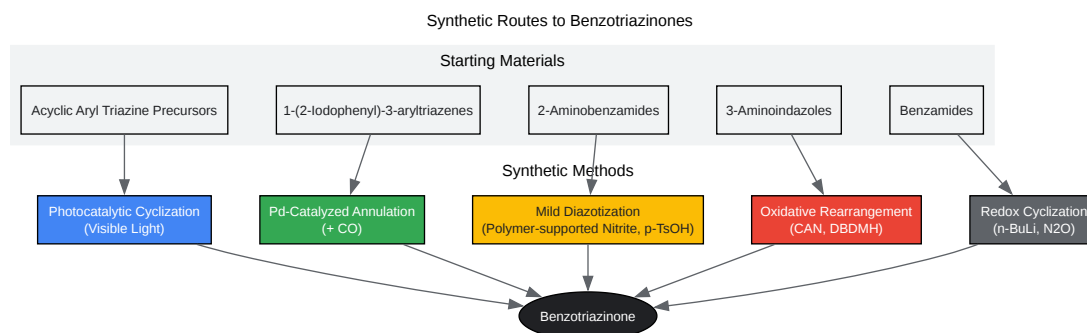 Synthetic Routes to Benzotriazinones
Starting Materials
Acyclic Aryl Triazine Precursors
1-(2-Iodophenyl)-3-aryltriazenes
2-Aminobenzamides
3-Aminoindazoles
Benzamides
Synthetic Methods
Photocatalytic Cyclization
(Visible Light)
Pd-Catalyzed Annulation
(+ CO)
Mild Diazotization
(Polymer-supported Nitrite, p-TsOH)
Oxidative Rearrangement
(CAN, DBDMH)
Redox Cyclization
(n-BuLi, N2O)
Benzotriazinone